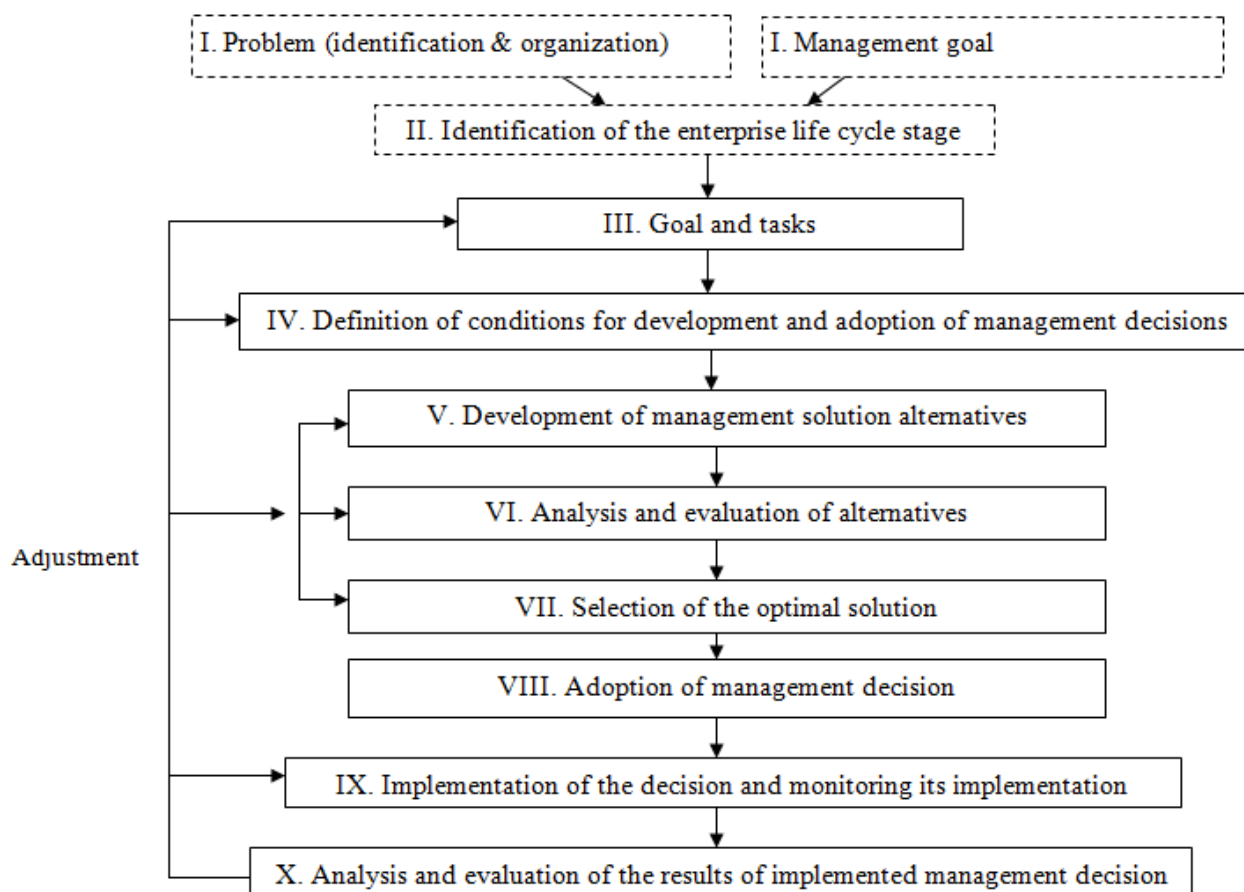 I. Problem (identification & organization)
I. Management goal
II. Identification of the enterprise life cycle stage
III. Goal and tasks
IV. Definition of conditions for development and adoption of management decisions
V. Development of management solution alternatives
VI. Analysis and evaluation of alternatives
Adjustment
VII. Selection of the optimal solution
VIII. Adoption of management decision
IX. Implementation of the decision and monitoring its implementation
X. Analysis and evaluation of the results of implemented management decision